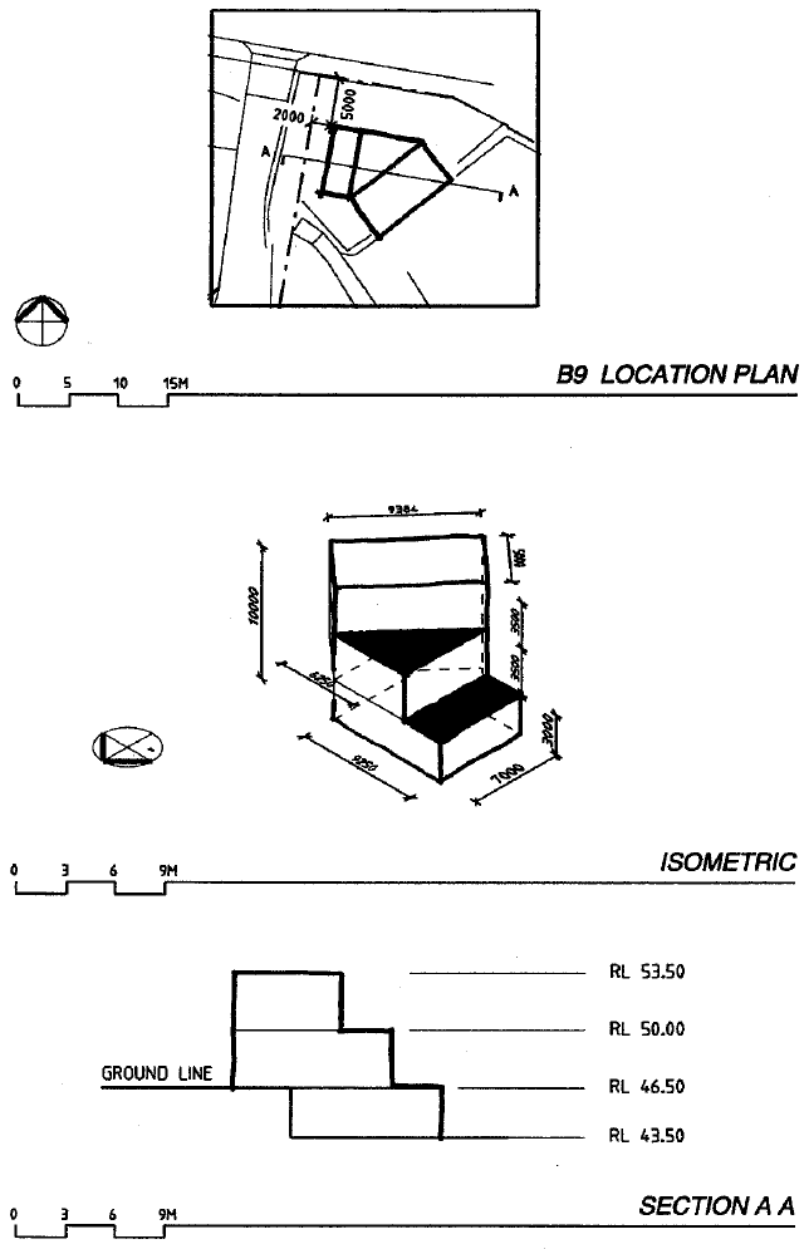 2000
5000
A
A
0 5 10 15M
B9 LOCATION PLAN
9384
10000
3500
3500
6250
3000
9250
7000
0 3 6 9M
ISOMETRIC
RL 53.50
RL 50.00
GROUND LINE
RL 46.50
RL 43.50
0 3 6 9M
SECTION A A